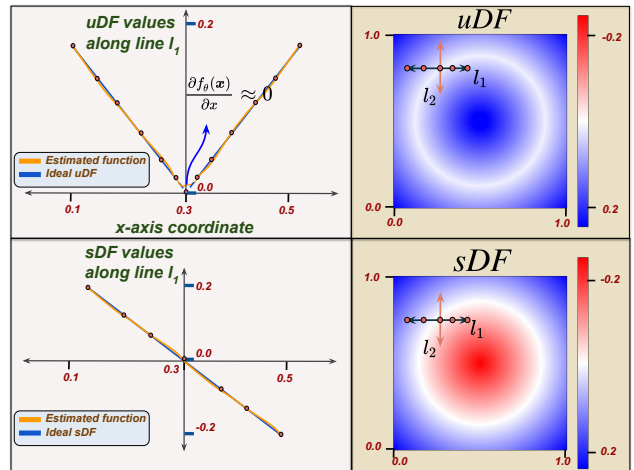 uDF values
along line l1
0.2
∂fθ(x)/∂x ≈ 0
Estimated function
Ideal uDF
0.0
0.1
0.3
0.5
x-axis coordinate
uDF
1.0
l1
l2
0.0
0.0
1.0
-0.2
0.2
sDF values
along line l1
0.2
0.0
0.1
0.3
0.5
Estimated function
Ideal sDF
-0.2
sDF
1.0
l1
l2
0.0
0.0
1.0
-0.2
0.2